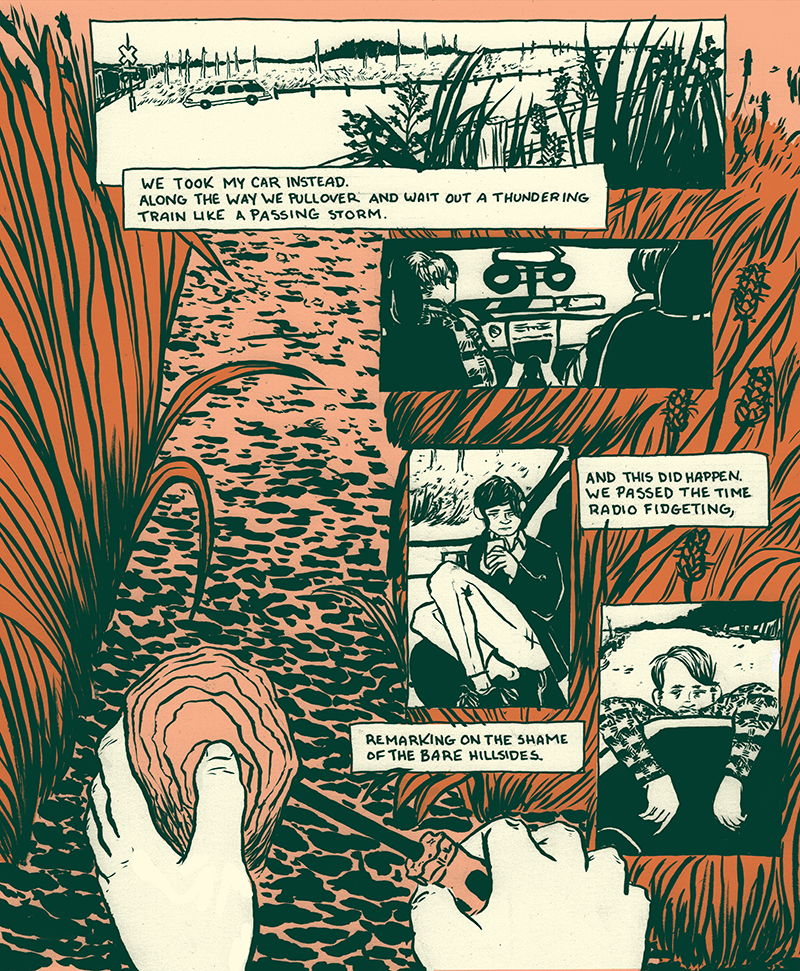 WE TOOK MY CAR INSTEAD.
ALONG THE WAY WE PULLOVER AND WAIT OUT A THUNDERING
TRAIN LIKE A PASSING STORM.
AND THIS DID HAPPEN.
WE PASSED THE TIME
RADIO FIDGETING,
REMARKING ON THE SHAME
OF THE BARE HILLSIDES.